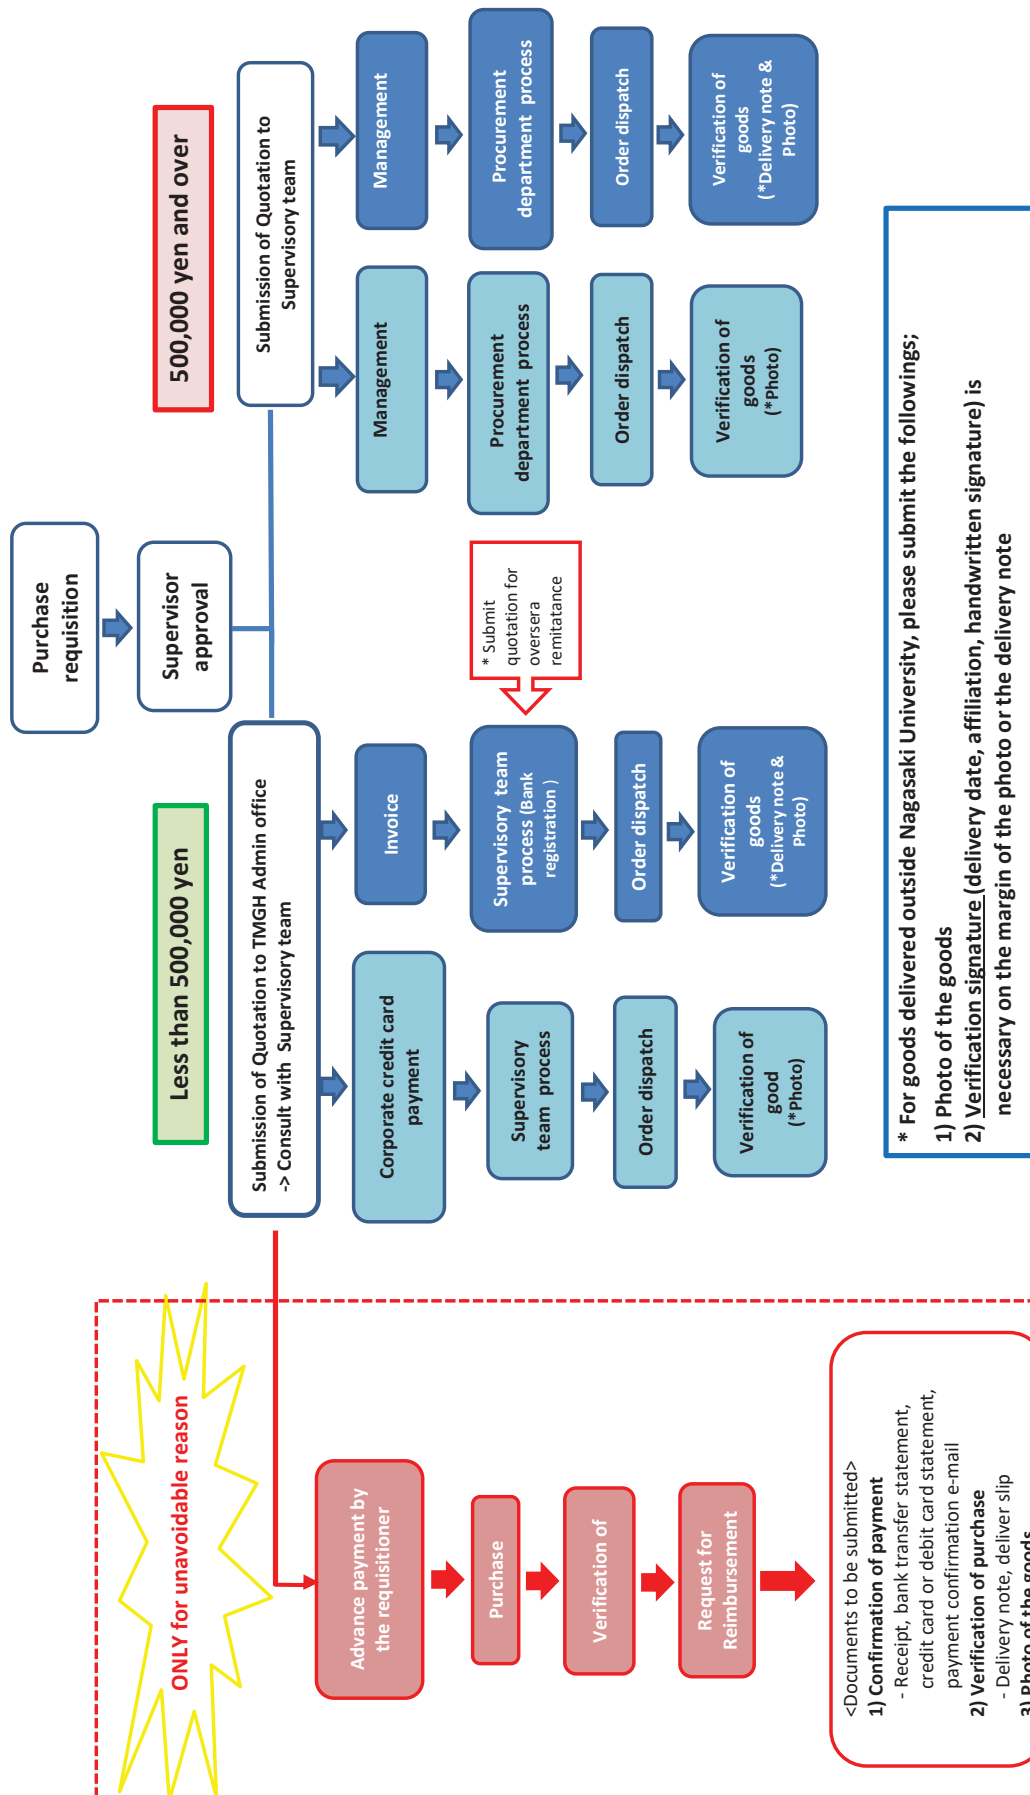 Purchase
requisition
Supervisor
approval
ONLY for unavoidable reason
Less than 500,000 yen
500,000 yen and over
Submission of Quotation to TMGH Admin office
-> Consult with  Supervisory team
Submission of Quotation to
Supervisory team
Advance payment by
the requisitioner
Purchase
Verification of
Request for
Reimbursement
<Documents to be submitted>
1) Confirmation of payment
- Receipt, bank transfer statement,
credit card or debit card statement,
payment confirmation e-mail
2) Verification of purchase
- Delivery note, deliver slip
3) Photo of the goods
Corporate credit card
payment
Supervisory
team process
Order dispatch
Verification of
good
(*Photo)
Invoice
Supervisory team
process (Bank
registration )
Order dispatch
Verification of
goods
(*Delivery note &
Photo)
* Submit
quotation for
oversera
remitatance
Management
Procurement
department process
Order dispatch
Verification of
goods
(*Photo)
Management
Procurement
department  process
Order dispatch
Verification of
goods
(*Delivery note &
Photo)
* For goods delivered outside Nagasaki University, please submit the followings;
1) Photo of the goods
2) Verification signature (delivery date, affiliation, handwritten signature) is
necessary on the margin of the photo or the delivery note